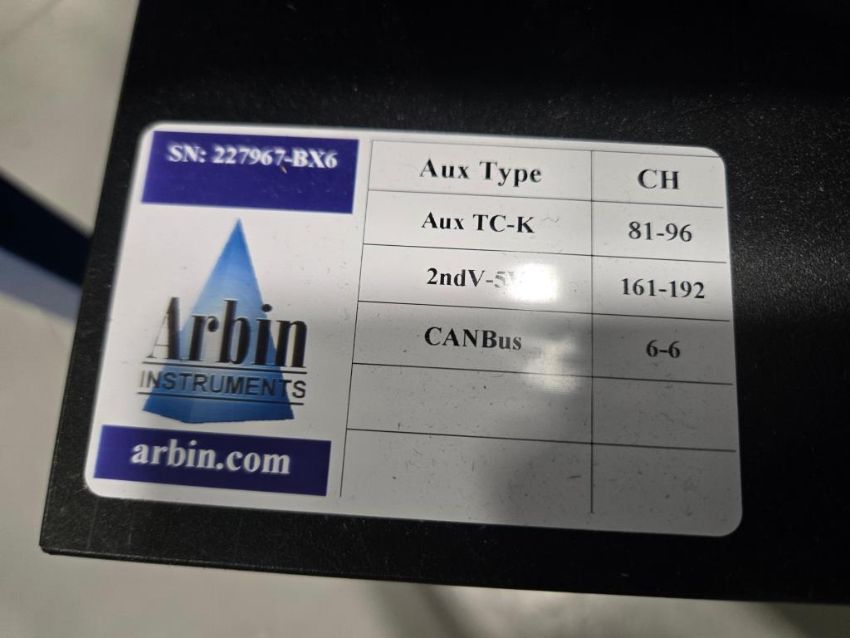 SN: 227967-BX6
Arbin
INSTRUMENTS
arbin.com
Aux Type CH
Aux TC-K 81-96
2ndV-5V 161-192
CANBus 6-6